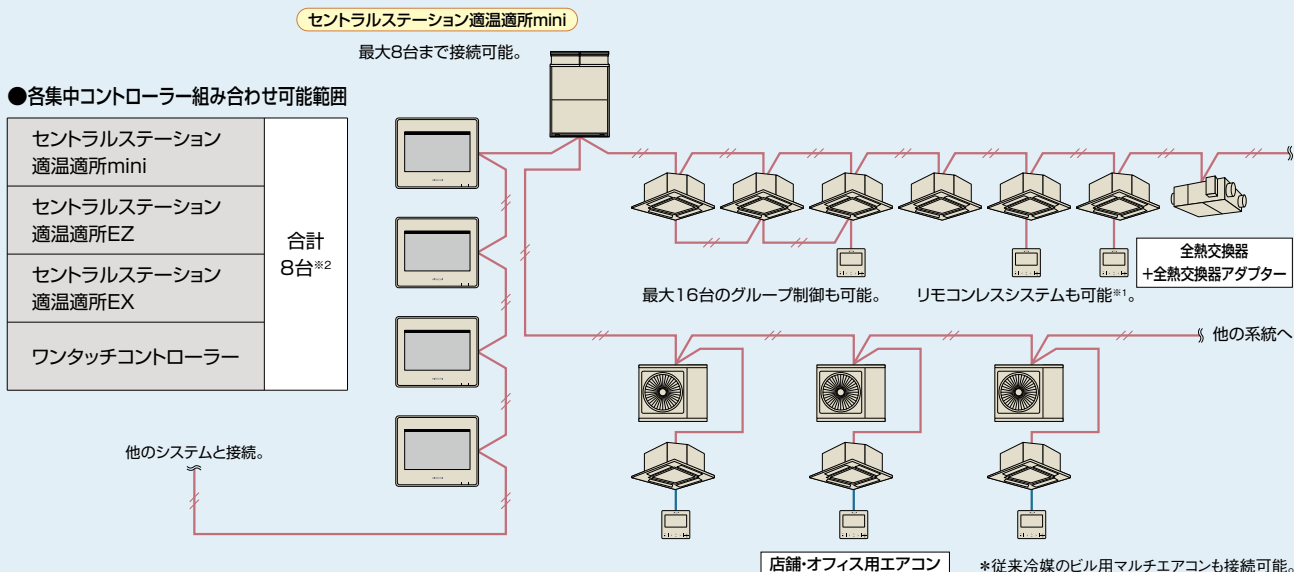 セントラルステーション適温適所mini
最大8台まで接続可能。
●各集中コントローラー組み合わせ可能範囲
セントラルステーション
適温適所mini
セントラルステーション
適温適所EZ
セントラルステーション
適温適所EX
ワンタッチコントローラー
合計
8台※2
全熱交換器
+全熱交換器アダプター
最大16台のグループ制御も可能。
リモコンレスシステムも可能※1。
他の系統へ
他のシステムと接続。
店舗・オフィス用エアコン
*従来冷媒のビル用マルチエアコンも接続可能。